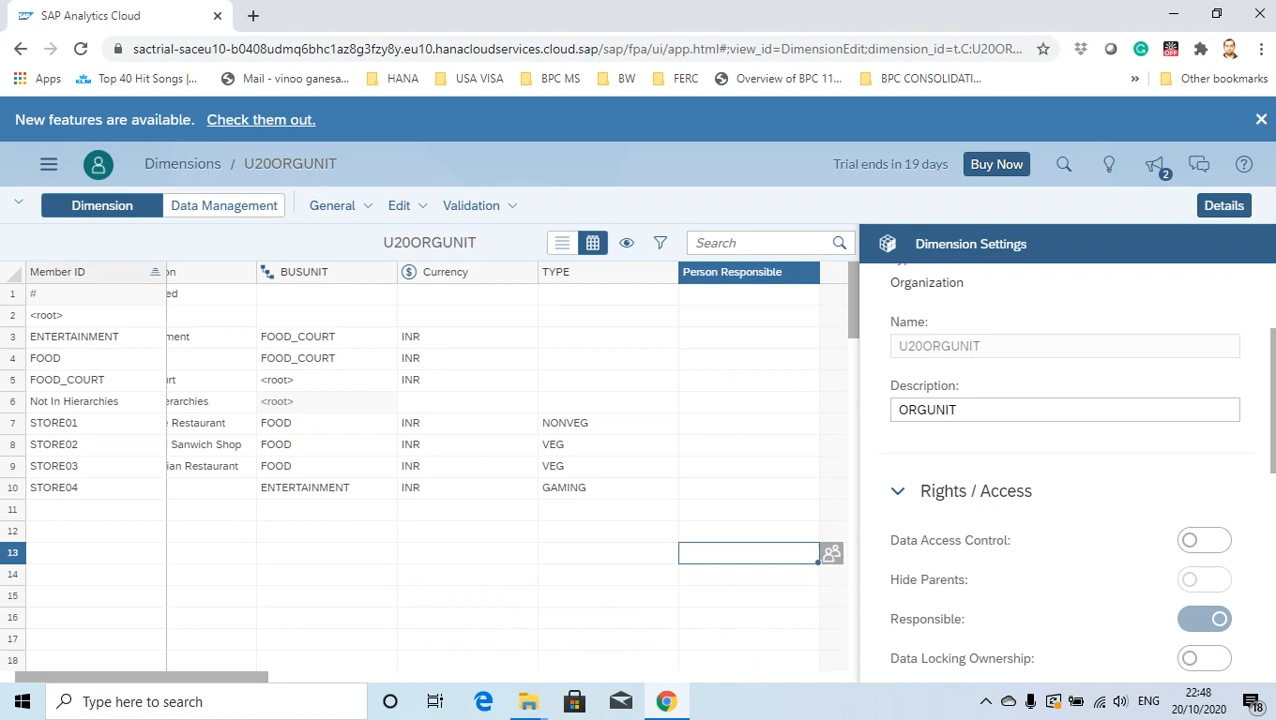 SAP Analytics Cloud
sactrial-saceu10-b0408udmq6bhc1az8g3fzy8y.eu10.hanacloudservices.cloud.sap/sap/fpa/ui/app.html#;view_id=DimensionEdit;dimension_id=t.C:U20OR...
Apps Top 40 Hit Songs |... Mail - vinoo ganesa... HANA USA VISA BPC MS BW FERC Overview of BPC 11... BPC CONSOLIDATI... » Other bookmarks
New features are available. Check them out.
Dimensions / U20ORGUNIT Trial ends in 19 days Buy Now 2
Dimension Data Management General Edit Validation Details
U20ORGUNIT Search Dimension Settings
Member ID on BUSUNIT Currency TYPE Person Responsible
1 # ed
2 <root>
3 ENTERTAINMENT ment FOOD_COURT INR
4 FOOD FOOD_COURT INR
5 FOOD_COURT urt <root> INR
6 Not In Hierarchies erarchies <root>
7 STORE01 Restaurant FOOD INR NONVEG
8 STORE02 Sanwich Shop FOOD INR VEG
9 STORE03 ian Restaurant FOOD INR VEG
10 STORE04 ENTERTAINMENT INR GAMING
11
12
13
14
15
16
17
18
Organization
Name:
U20ORGUNIT
Description:
ORGUNIT
Rights / Access
Data Access Control:
Hide Parents:
Responsible:
Data Locking Ownership:
Type here to search ENG 22:48
20/10/2020 18